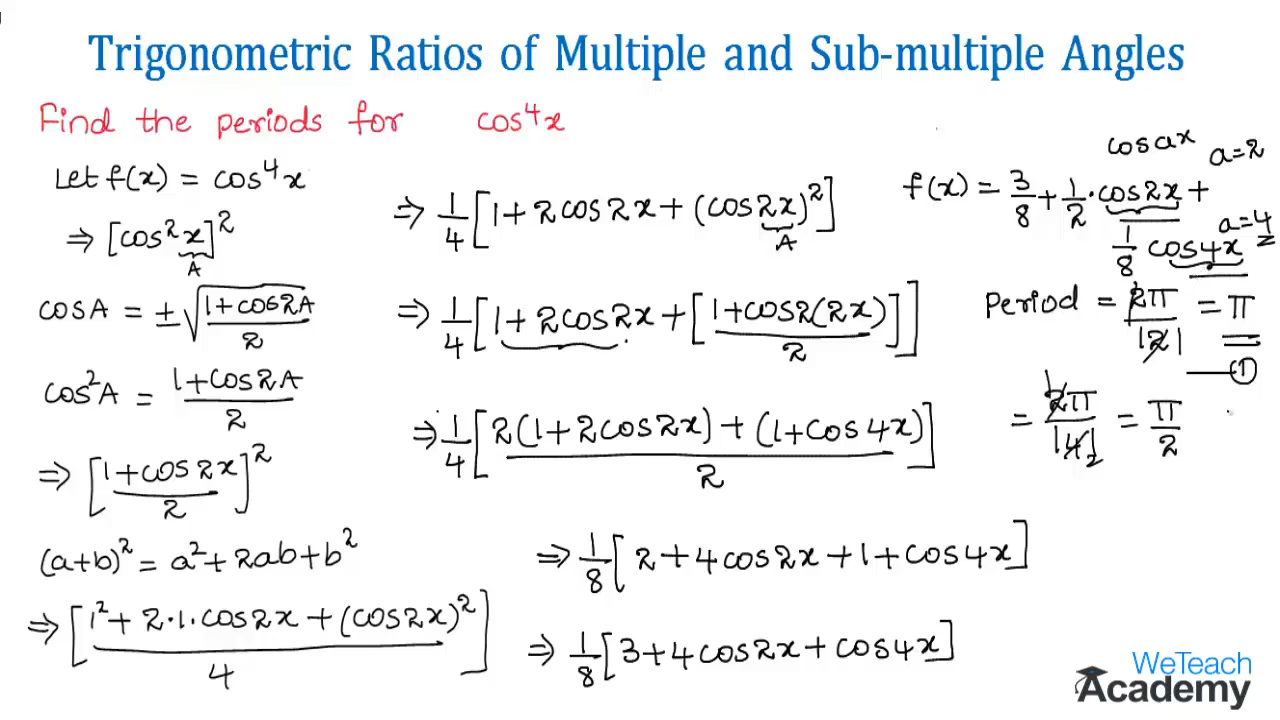 Trigonometric Ratios of Multiple and Sub-multiple Angles
Find the periods for cos⁴x
Let f(x) = cos⁴x
⇒ [cos²x]²
A
cosA = ±√(1+cos2A)/2
cos²A = (1+cos2A)/2
⇒ [(1+cos2x)/2]²
(a+b)² = a²+2ab+b²
⇒ [(1²+2·1·cos2x+(cos2x)²)/4]
⇒ 1/4[1+2cos2x+(cos2x)²]
A
⇒ 1/4[1+2cos2x+[(1+cos2(2x))/2]]
⇒ 1/4[(2(1+2cos2x)+(1+cos4x))/2]
⇒ 1/8[2+4cos2x+1+cos4x]
⇒ 1/8[3+4cos2x+cos4x]
cosax
a=2
f(x) = 3/8+1/2·cos2x+
a=4
1/8 cos4x
Period = 2π/|2| = π
①
= 2π/|4| 1 2 = π/2
WeTeach
Academy